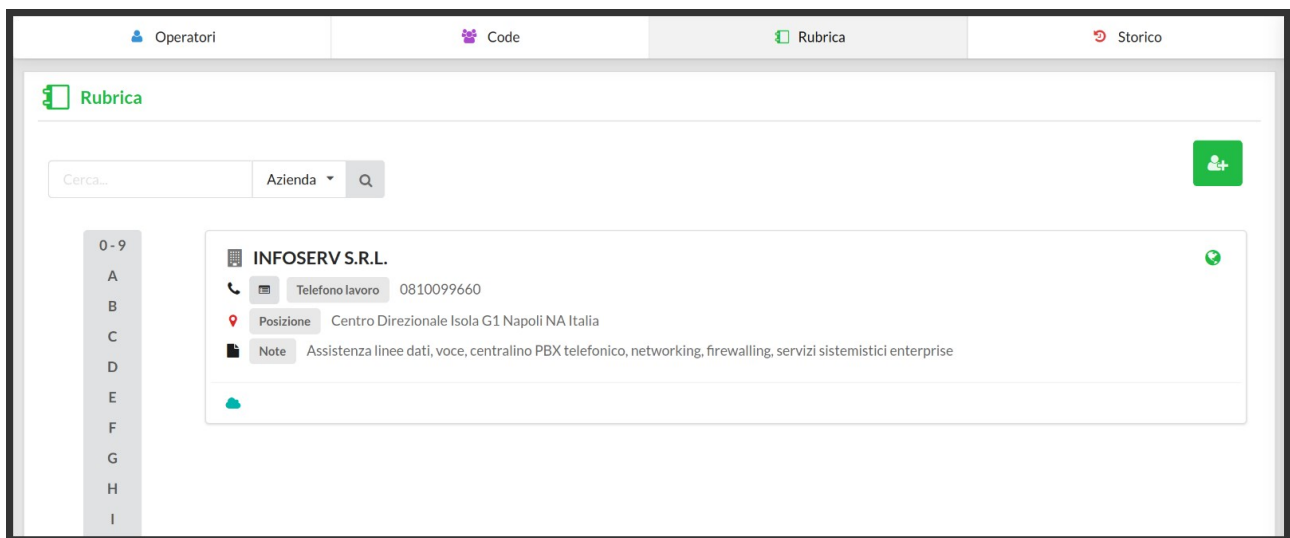 Operatori Code Rubrica Storico
Rubrica
Cerca... Azienda
0 - 9
A
B
C
D
E
F
G
H
I
INFOSERV S.R.L.
Telefono lavoro 0810099660
Posizione Centro Direzionale Isola G1 Napoli NA Italia
Note Assistenza linee dati, voce, centralino PBX telefonico, networking, firewalling, servizi sistemistici enterprise